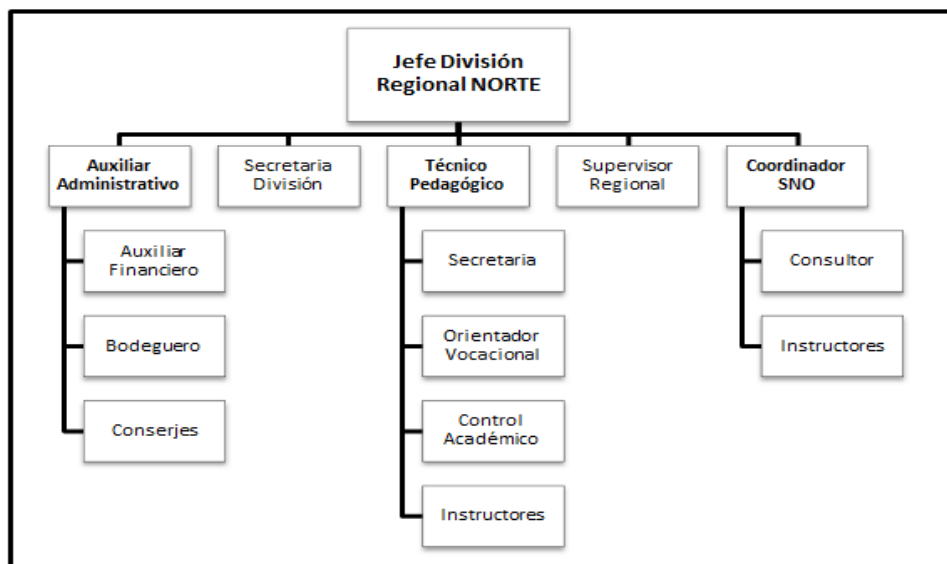 Jefe División
Regional NORTE
Auxiliar
Administrativo
Secretaria
División
Técnico
Pedagógico
Supervisor
Regional
Coordinador
SNO
Auxiliar
Financiero
Bodeguero
Conserjes
Secretaria
Orientador
Vocacional
Control
Académico
Instructores
Consultor
Instructores